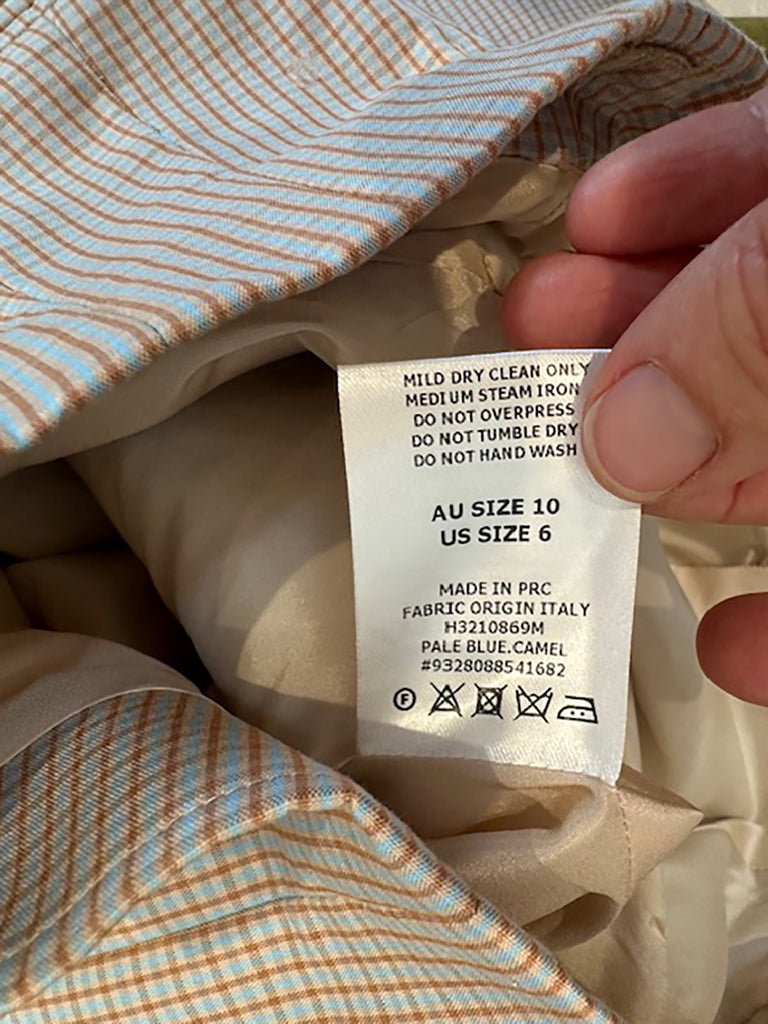 MILD DRY CLEAN ONLY
MEDIUM STEAM IRON
DO NOT OVERPRESS
DO NOT TUMBLE DRY
DO NOT HAND WASH
AU SIZE 10
US SIZE 6
MADE IN PRC
FABRIC ORIGIN ITALY
H3210869M
PALE BLUE.CAMEL
#9328088541682
F